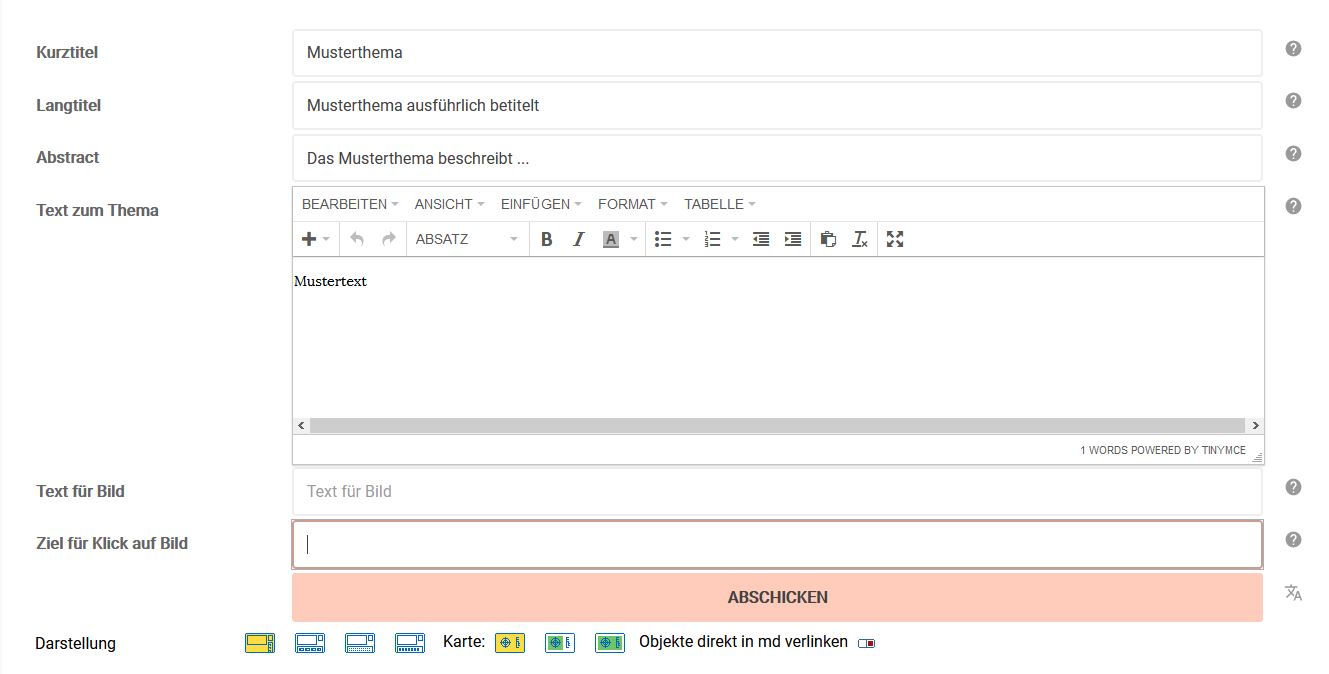 Kurztitel Musterthema
Langtitel Musterthema ausführlich betitelt
Abstract Das Musterthema beschreibt ...
Text zum Thema BEARBEITEN ANSICHT EINFÜGEN FORMAT TABELLE
ABSATZ B I A
Mustertext
1 WORDS POWERED BY TINYMCE
Text für Bild Text für Bild
Ziel für Klick auf Bild
ABSCHICKEN
Darstellung Karte: Objekte direkt in md verlinken